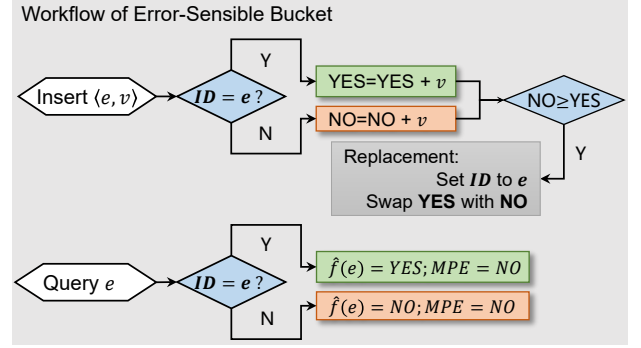 Workflow of Error-Sensible Bucket
Insert ⟨e, v⟩
ID = e ?
Y
N
YES=YES + v
NO=NO + v
NO≥YES
Y
Replacement:
Set ID to e
Swap YES with NO
Query e
ID = e ?
Y
N
f̂(e) = YES; MPE = NO
f̂(e) = NO; MPE = NO